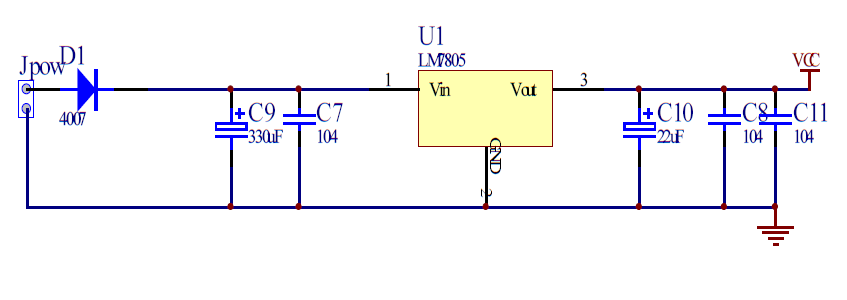 U1
LM7805
D1
Jpow
4007
1
Vin
Vout
3
VCC
C9
330uF
C7
104
GND
2
C10
22uF
C8
104
C11
104